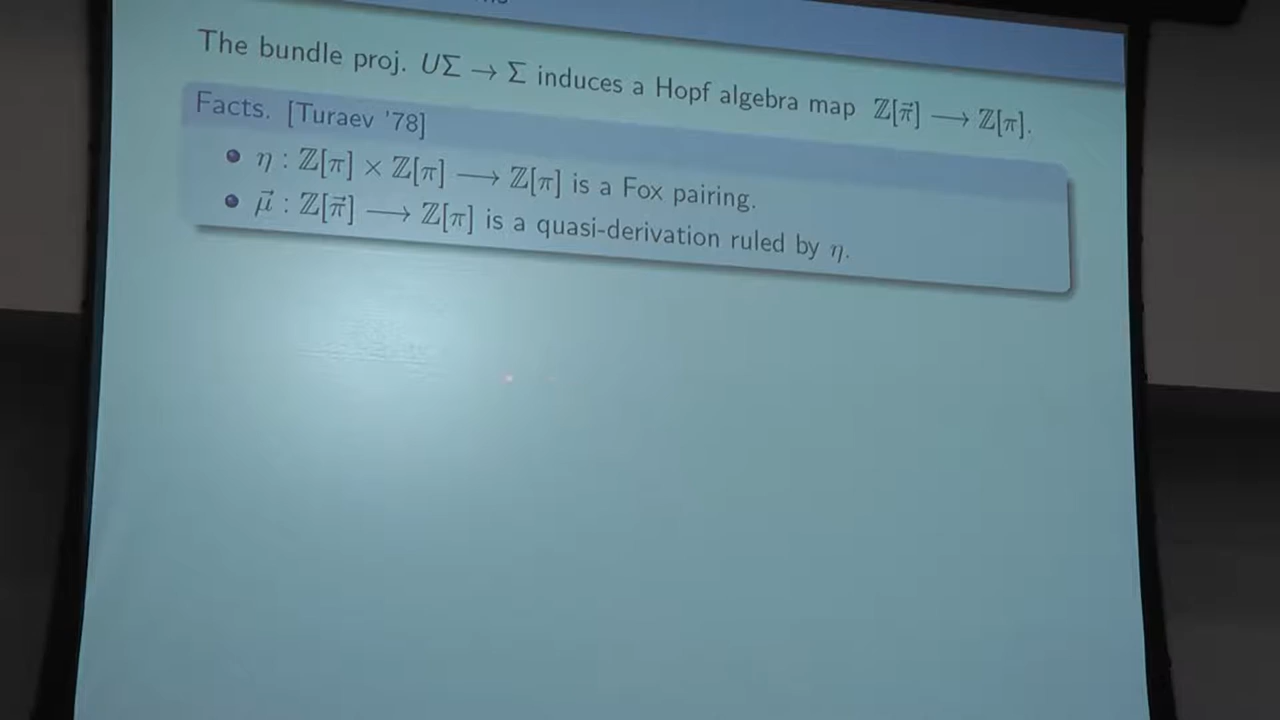 The bundle proj. UΣ → Σ induces a Hopf algebra map ℤ[π⃗] ⟶ ℤ[π].
Facts. [Turaev '78]
η : ℤ[π] × ℤ[π] ⟶ ℤ[π] is a Fox pairing.
μ⃗ : ℤ[π⃗] ⟶ ℤ[π] is a quasi-derivation ruled by η.